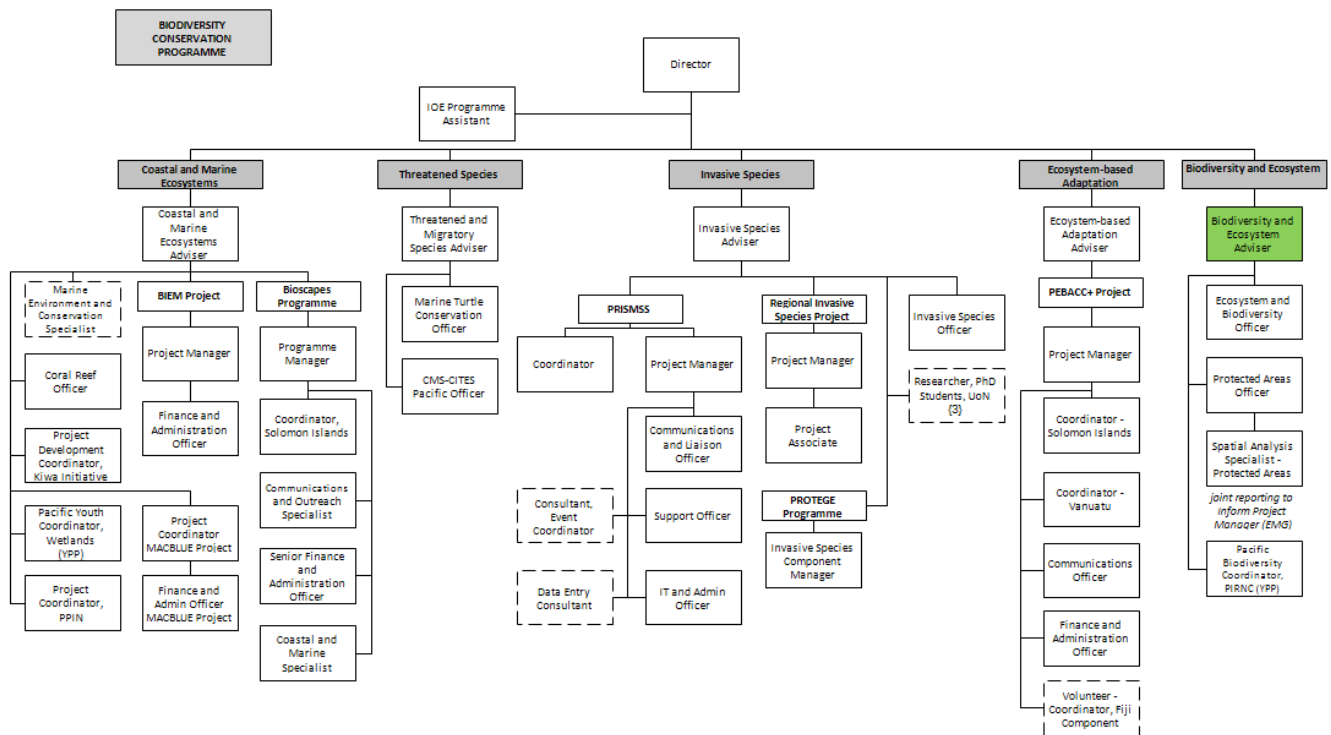 BIODIVERSITY
CONSERVATION
PROGRAMME
Director
IOE Programme
Assistant
Coastal and Marine
Ecosystems
Threatened Species
Invasive Species
Ecosystem-based
Adaptation
Biodiversity and Ecosystem
Coastal and
Marine
Ecosystems
Adviser
Threatened and
Migratory
Species Adviser
Invasive Species
Adviser
Ecoystem-based
Adaptation
Adviser
Biodiversity and
Ecosystem
Adviser
Marine
Environment and
Conservation
Specialist
BIEM Project
Bioscapes
Programme
Coral Reef
Officer
Project Manager
Programme
Manager
Project
Development
Coordinator,
Kiwa Initiative
Finance and
Administration
Officer
Coordinator,
Solomon Islands
Pacific Youth
Coordinator,
Wetlands
(YPP)
Project
Coordinator
MACBLUE Project
Communications
and Outreach
Specialist
Project
Coordinator,
PPIN
Finance and
Admin Officer
MACBLUE Project
Senior Finance
and
Administration
Officer
Coastal and
Marine
Specialist
Marine Turtle
Conservation
Officer
CMS-CITES
Pacific Officer
PRISMSS
Regional Invasive
Species Project
Invasive Species
Officer
Coordinator
Project Manager
Project Manager
Researcher, PhD
Students, UoN
{3}
Communications
and Liaison
Officer
Project
Associate
Consultant,
Event
Coordinator
Support Officer
PROTEGE
Programme
Invasive Species
Component
Manager
Data Entry
Consultant
IT and Admin
Officer
PEBACC+ Project
Project Manager
Coordinator -
Solomon Islands
Coordinator -
Vanuatu
Communications
Officer
Finance and
Administration
Officer
Volunteer -
Coordinator, Fiji
Component
Ecosystem and
Biodiversity
Officer
Protected Areas
Officer
Spatial Analysis
Specialist -
Protected Areas
joint reporting to
Inform Project
Manager (EMG)
Pacific
Biodiversity
Coordinator,
PIRNC (YPP)